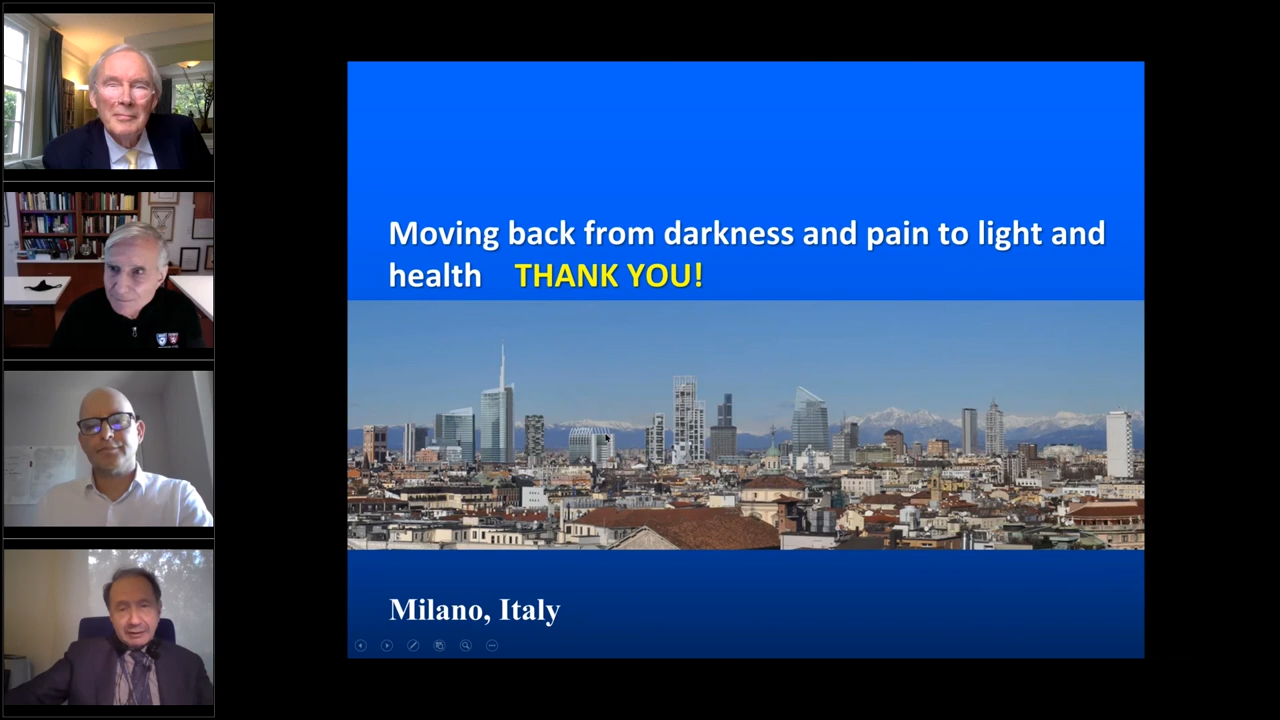 Moving back from darkness and pain to light and
health THANK YOU!
Milano, Italy